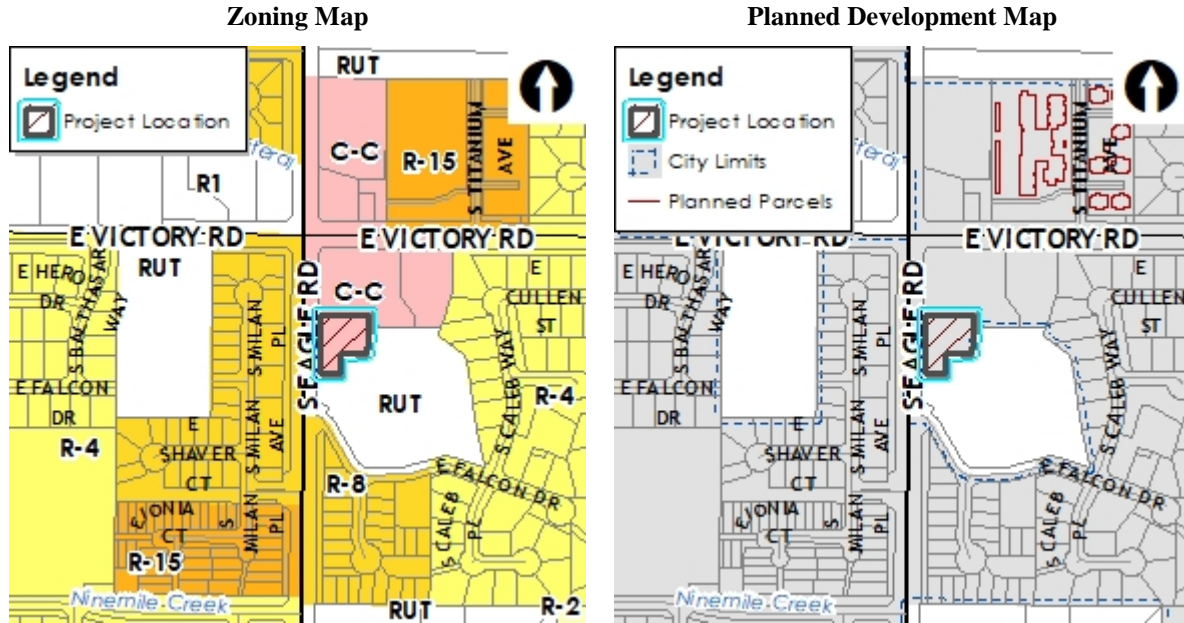 Zoning Map
Legend
Project Location
RUT
C-C
R-15
S TITANIUM
AVE
R1
E VICTORY RD
E VICTORY RD
RUT
C-C
E HERO
DR
S BALTHASAR
WAY
E FALCON
DR
R-4
S MILAN
PL
S MILAN
AVE
S EAGLE RD
E
CULLEN
ST
S CALEB WAY
R-4
RUT
E
SHAVER
CT
R-8
E FALCON DR
S CALEB
PL
E JONIA
CT
S
MILAN
PL
R-15
Ninemile Creek
RUT
R-2
Planned Development Map
Legend
Project Location
City Limits
Planned Parcels
S TITANIUM
AVE
E VICTORY RD
E VICTORY RD
E HERO
DR
S BALTHASAR
WAY
E FALCON
DR
S MILAN
PL
S MILAN
AVE
S EAGLE RD
E
CULLEN
ST
S CALEB WAY
E
SHAVER
CT
E FALCON DR
S CALEB
PL
E JONIA
CT
S
MILAN
PL
Ninemile Creek